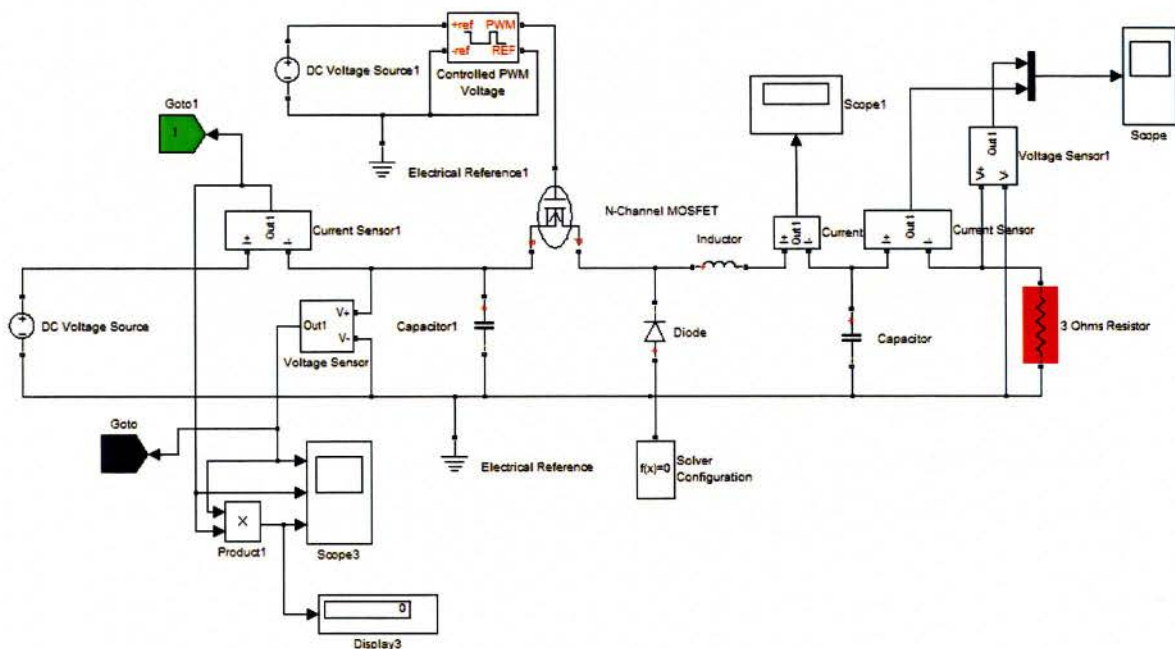 +ref PWM
-ref REF
DC Voltage Source1
Controlled PWM
Voltage
Goto1
1
Electrical Reference1
Scope1
Scope
Out1
V+
V-
Voltage Sensor1
N-Channel MOSFET
Out1
I+
I-
Current Sensor1
Inductor
I+
Out1
I-
Current
I+
Out1
I-
Current Sensor
DC Voltage Source
Out1
V+
V-
Voltage Sensor
Capacitor1
Diode
Capacitor
3 Ohms Resistor
Goto
Electrical Reference
f(x)=0
Solver
Configuration
X
Product1
Scope3
0
Display3